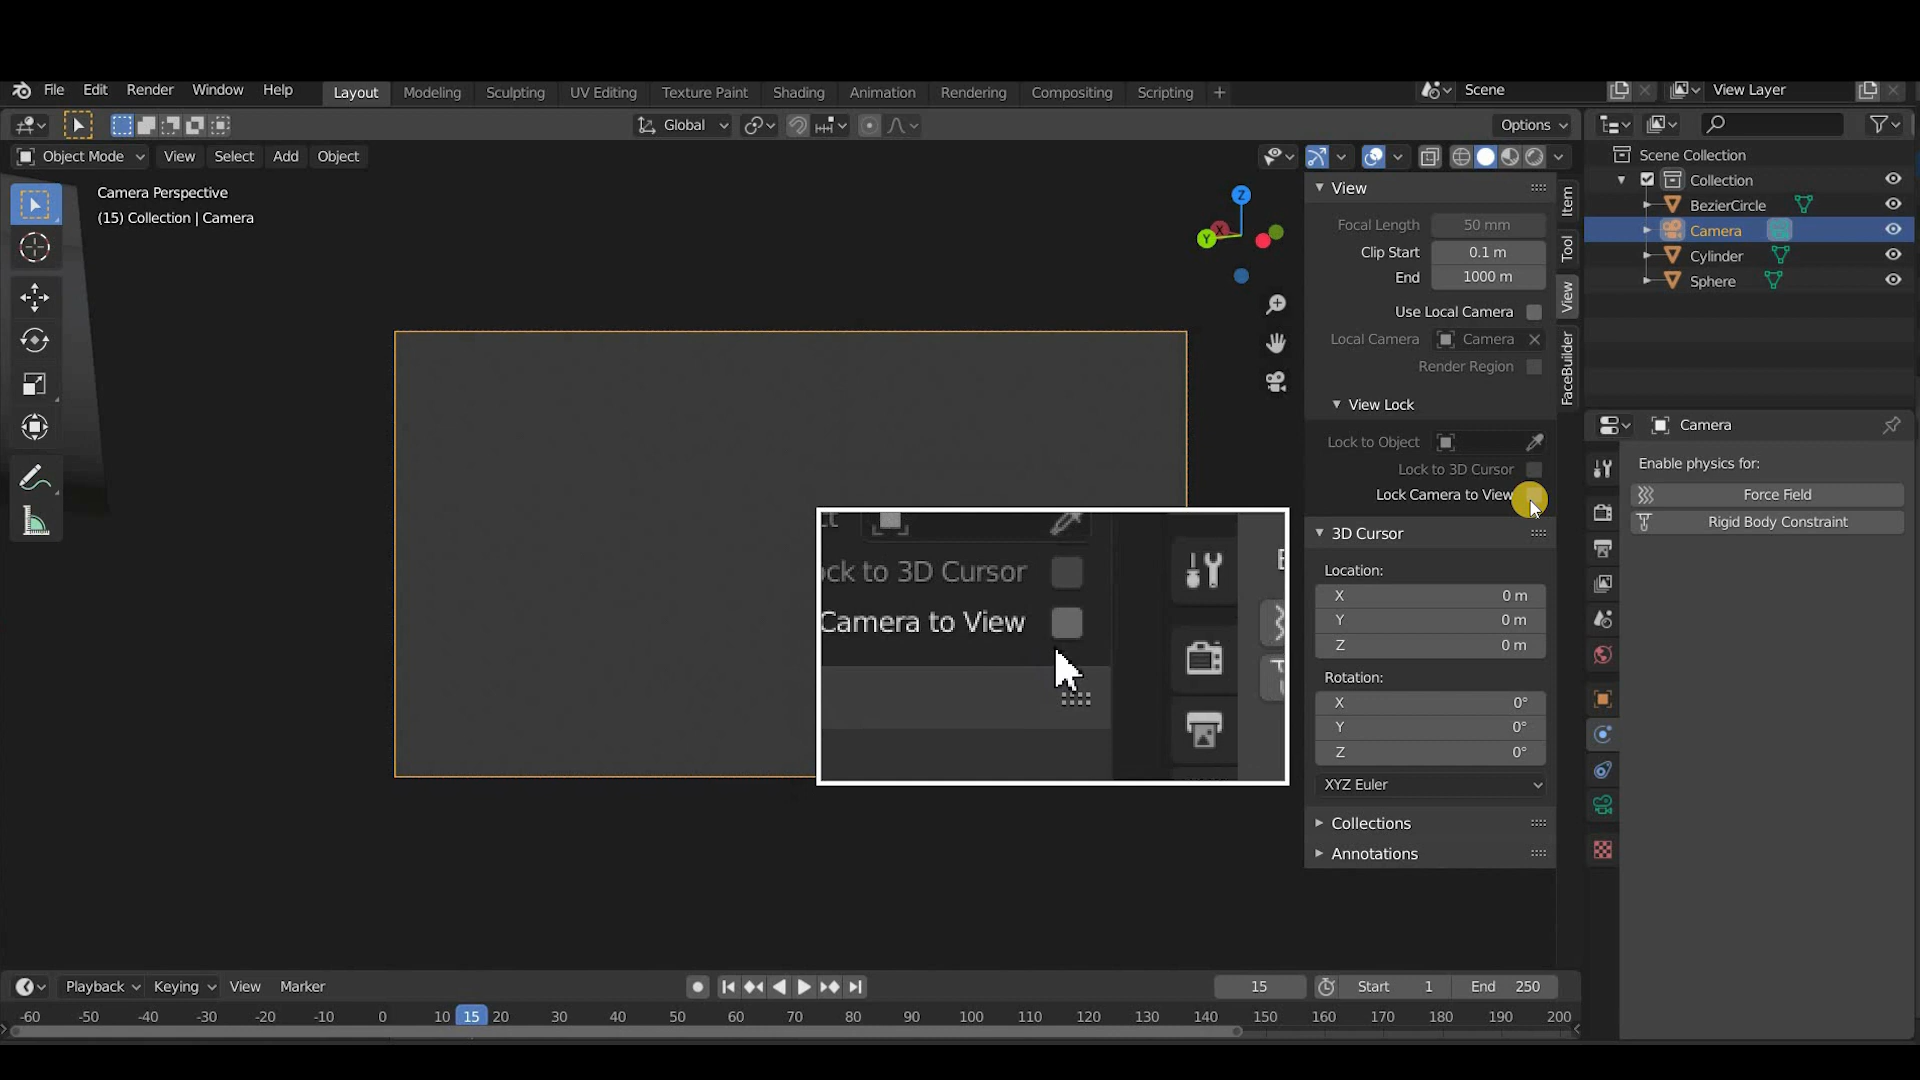 File Edit Render Window Help Layout Modeling Sculpting UV Editing Texture Paint Shading Animation Rendering Compositing Scripting + Scene View Layer
Global Options
Object Mode View Select Add Object
Camera Perspective
(15) Collection | Camera
Z
X
Y
View
Focal Length 50 mm
Clip Start 0.1 m
End 1000 m
Use Local Camera
Local Camera Camera
Render Region
View Lock
Lock to Object
Lock to 3D Cursor
Lock Camera to View
3D Cursor
Location:
X 0 m
Y 0 m
Z 0 m
Rotation:
X 0°
Y 0°
Z 0°
XYZ Euler
Collections
Annotations
Item
Tool
View
FaceBuilder
ock to 3D Cursor
Camera to View
Scene Collection
Collection
BezierCircle
Camera
Cylinder
Sphere
Camera
Enable physics for:
Force Field
Rigid Body Constraint
Playback Keying View Marker 15 Start 1 End 250
-60 -50 -40 -30 -20 -10 0 10 15 20 30 40 50 60 70 80 90 100 110 120 130 140 150 160 170 180 190 200